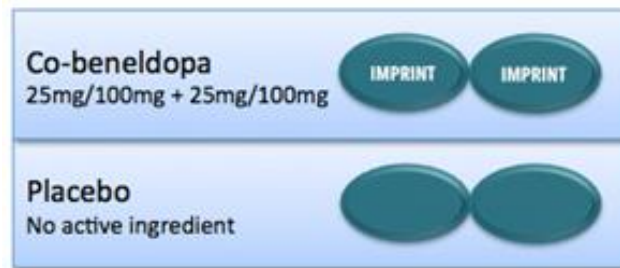 Co-beneldopa
25mg/100mg + 25mg/100mg
IMPRINT IMPRINT
Placebo
No active ingredient